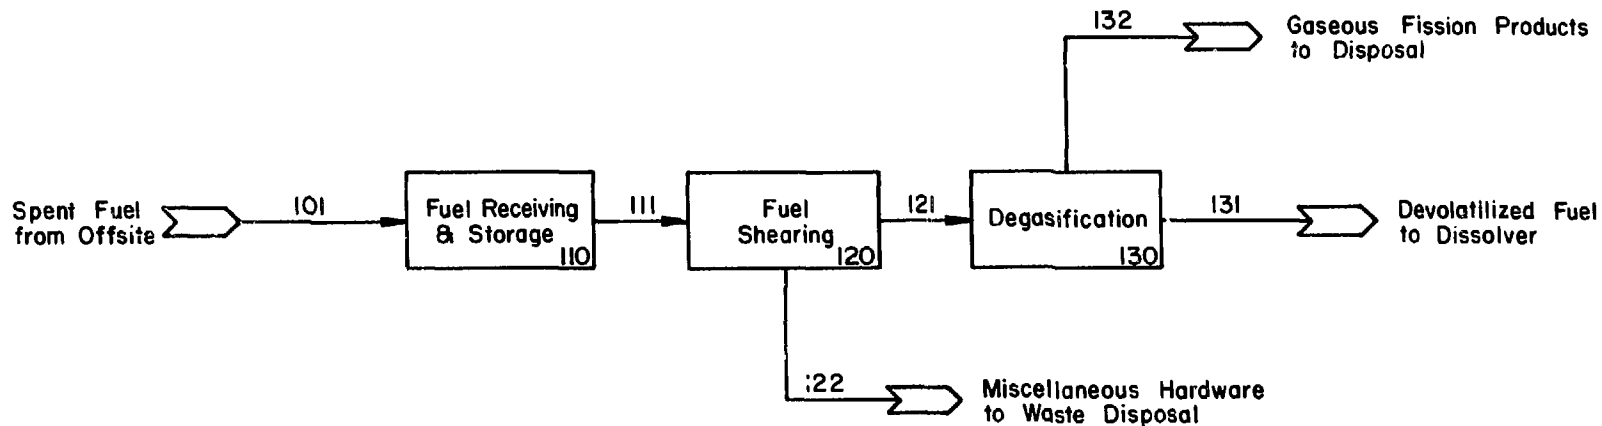 132
Gaseous Fission Products
to Disposal
Spent Fuel
from Offsite
101
Fuel Receiving
& Storage
110
111
Fuel
Shearing
120
121
Degasification
130
131
Devolatilized Fuel
to Dissolver
122
Miscellaneous Hardware
to Waste Disposal